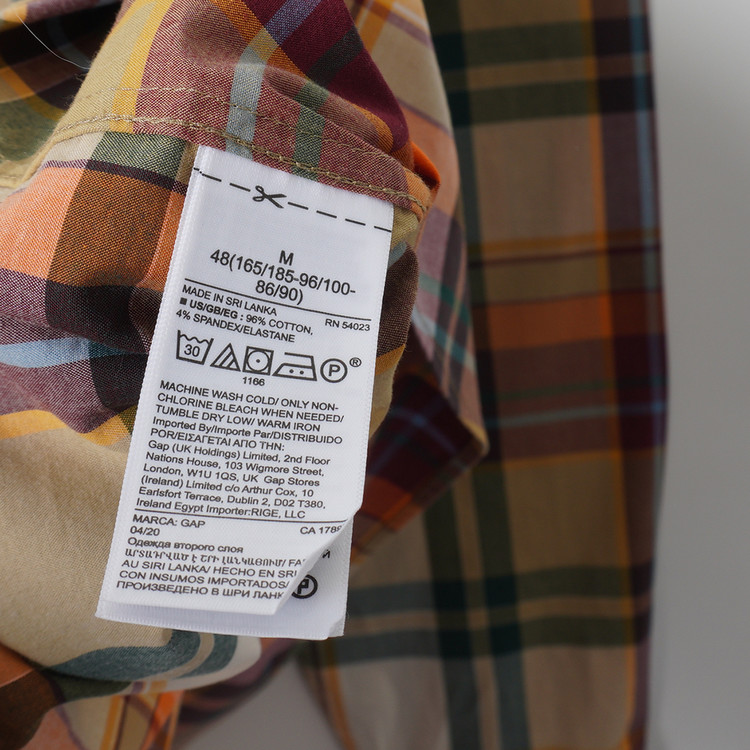 M
48(165/185-96/100-
86/90)
MADE IN SRI LANKA RN 54023
■ US/GB/EG : 96% COTTON,
4% SPANDEX/ELASTANE
30 P®
1166
MACHINE WASH COLD/ ONLY NON-
CHLORINE BLEACH WHEN NEEDED/
TUMBLE DRY LOW/ WARM IRON
Imported By/Importe Par/DISTRIBUIDO
POR/ΕΙΣΑΓΕΤΑΙ ΑΠΟ ΤΗΝ:
Gap (UK Holdings) Limited, 2nd Floor
Nations House, 103 Wigmore Street,
London, W1U 1QS, UK Gap Stores
(Ireland) Limited c/o Arthur Cox, 10
Earlsfort Terrace, Dublin 2, D02 T380,
Ireland Egypt Importer:RIGE, LLC
MARCA: GAP CA 1789
04/20
Одежда второго слоя
ԱՐՏԱԴՐՎԱԾ Է ՇՐԻ ԼԱՆԿԱՅՈՒՄ/
AU SRI LANKA/ HECHO EN SRI
CON INSUMOS IMPORTADOS/
ПРОИЗВЕДЕНО В ШРИ ЛАНК P